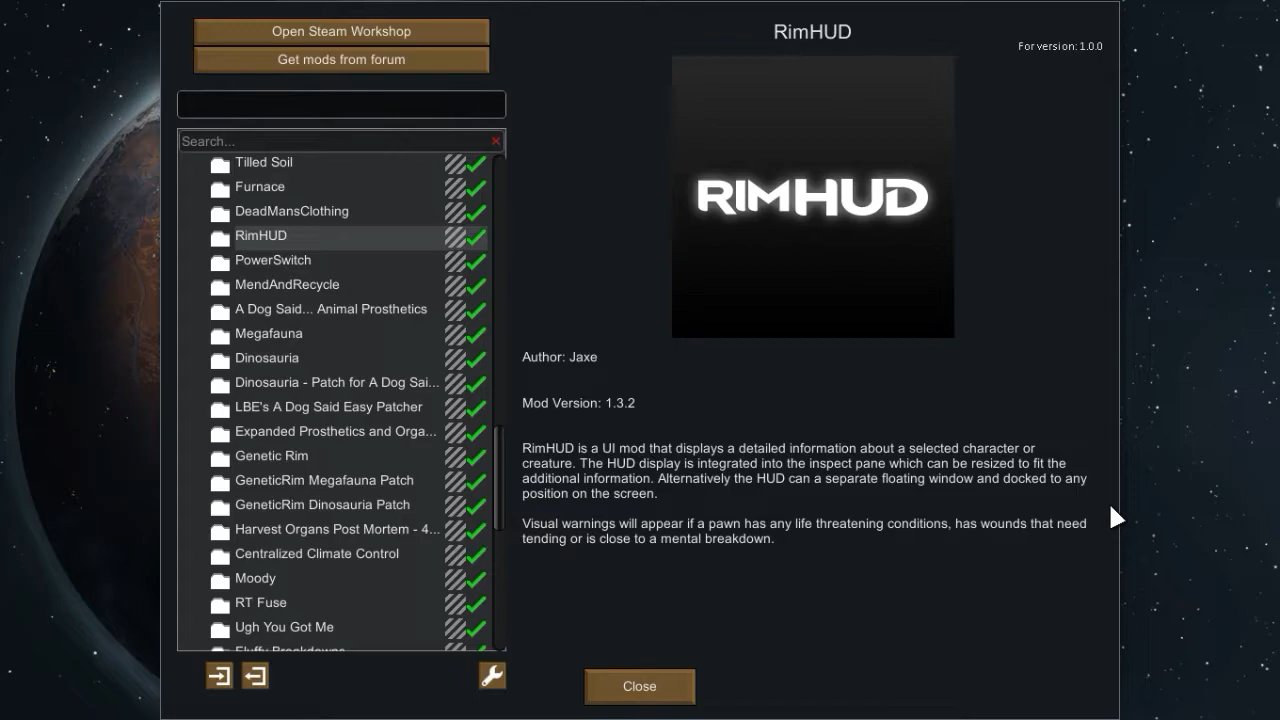 Open Steam Workshop
Get mods from forum
Search...
Tilled Soil
Furnace
DeadMansClothing
RimHUD
PowerSwitch
MendAndRecycle
A Dog Said... Animal Prosthetics
Megafauna
Dinosauria
Dinosauria - Patch for A Dog Sai...
LBE's A Dog Said Easy Patcher
Expanded Prosthetics and Orga...
Genetic Rim
GeneticRim Megafauna Patch
GeneticRim Dinosauria Patch
Harvest Organs Post Mortem - 4...
Centralized Climate Control
Moody
RT Fuse
Ugh You Got Me
Fluffy Breakdowns
RimHUD
For version: 1.0.0
RIMHUD
Author: Jaxe
Mod Version: 1.3.2
RimHUD is a UI mod that displays a detailed information about a selected character or
creature. The HUD display is integrated into the inspect pane which can be resized to fit the
additional information. Alternatively the HUD can a separate floating window and docked to any
position on the screen.
Visual warnings will appear if a pawn has any life threatening conditions, has wounds that need
tending or is close to a mental breakdown.
Close